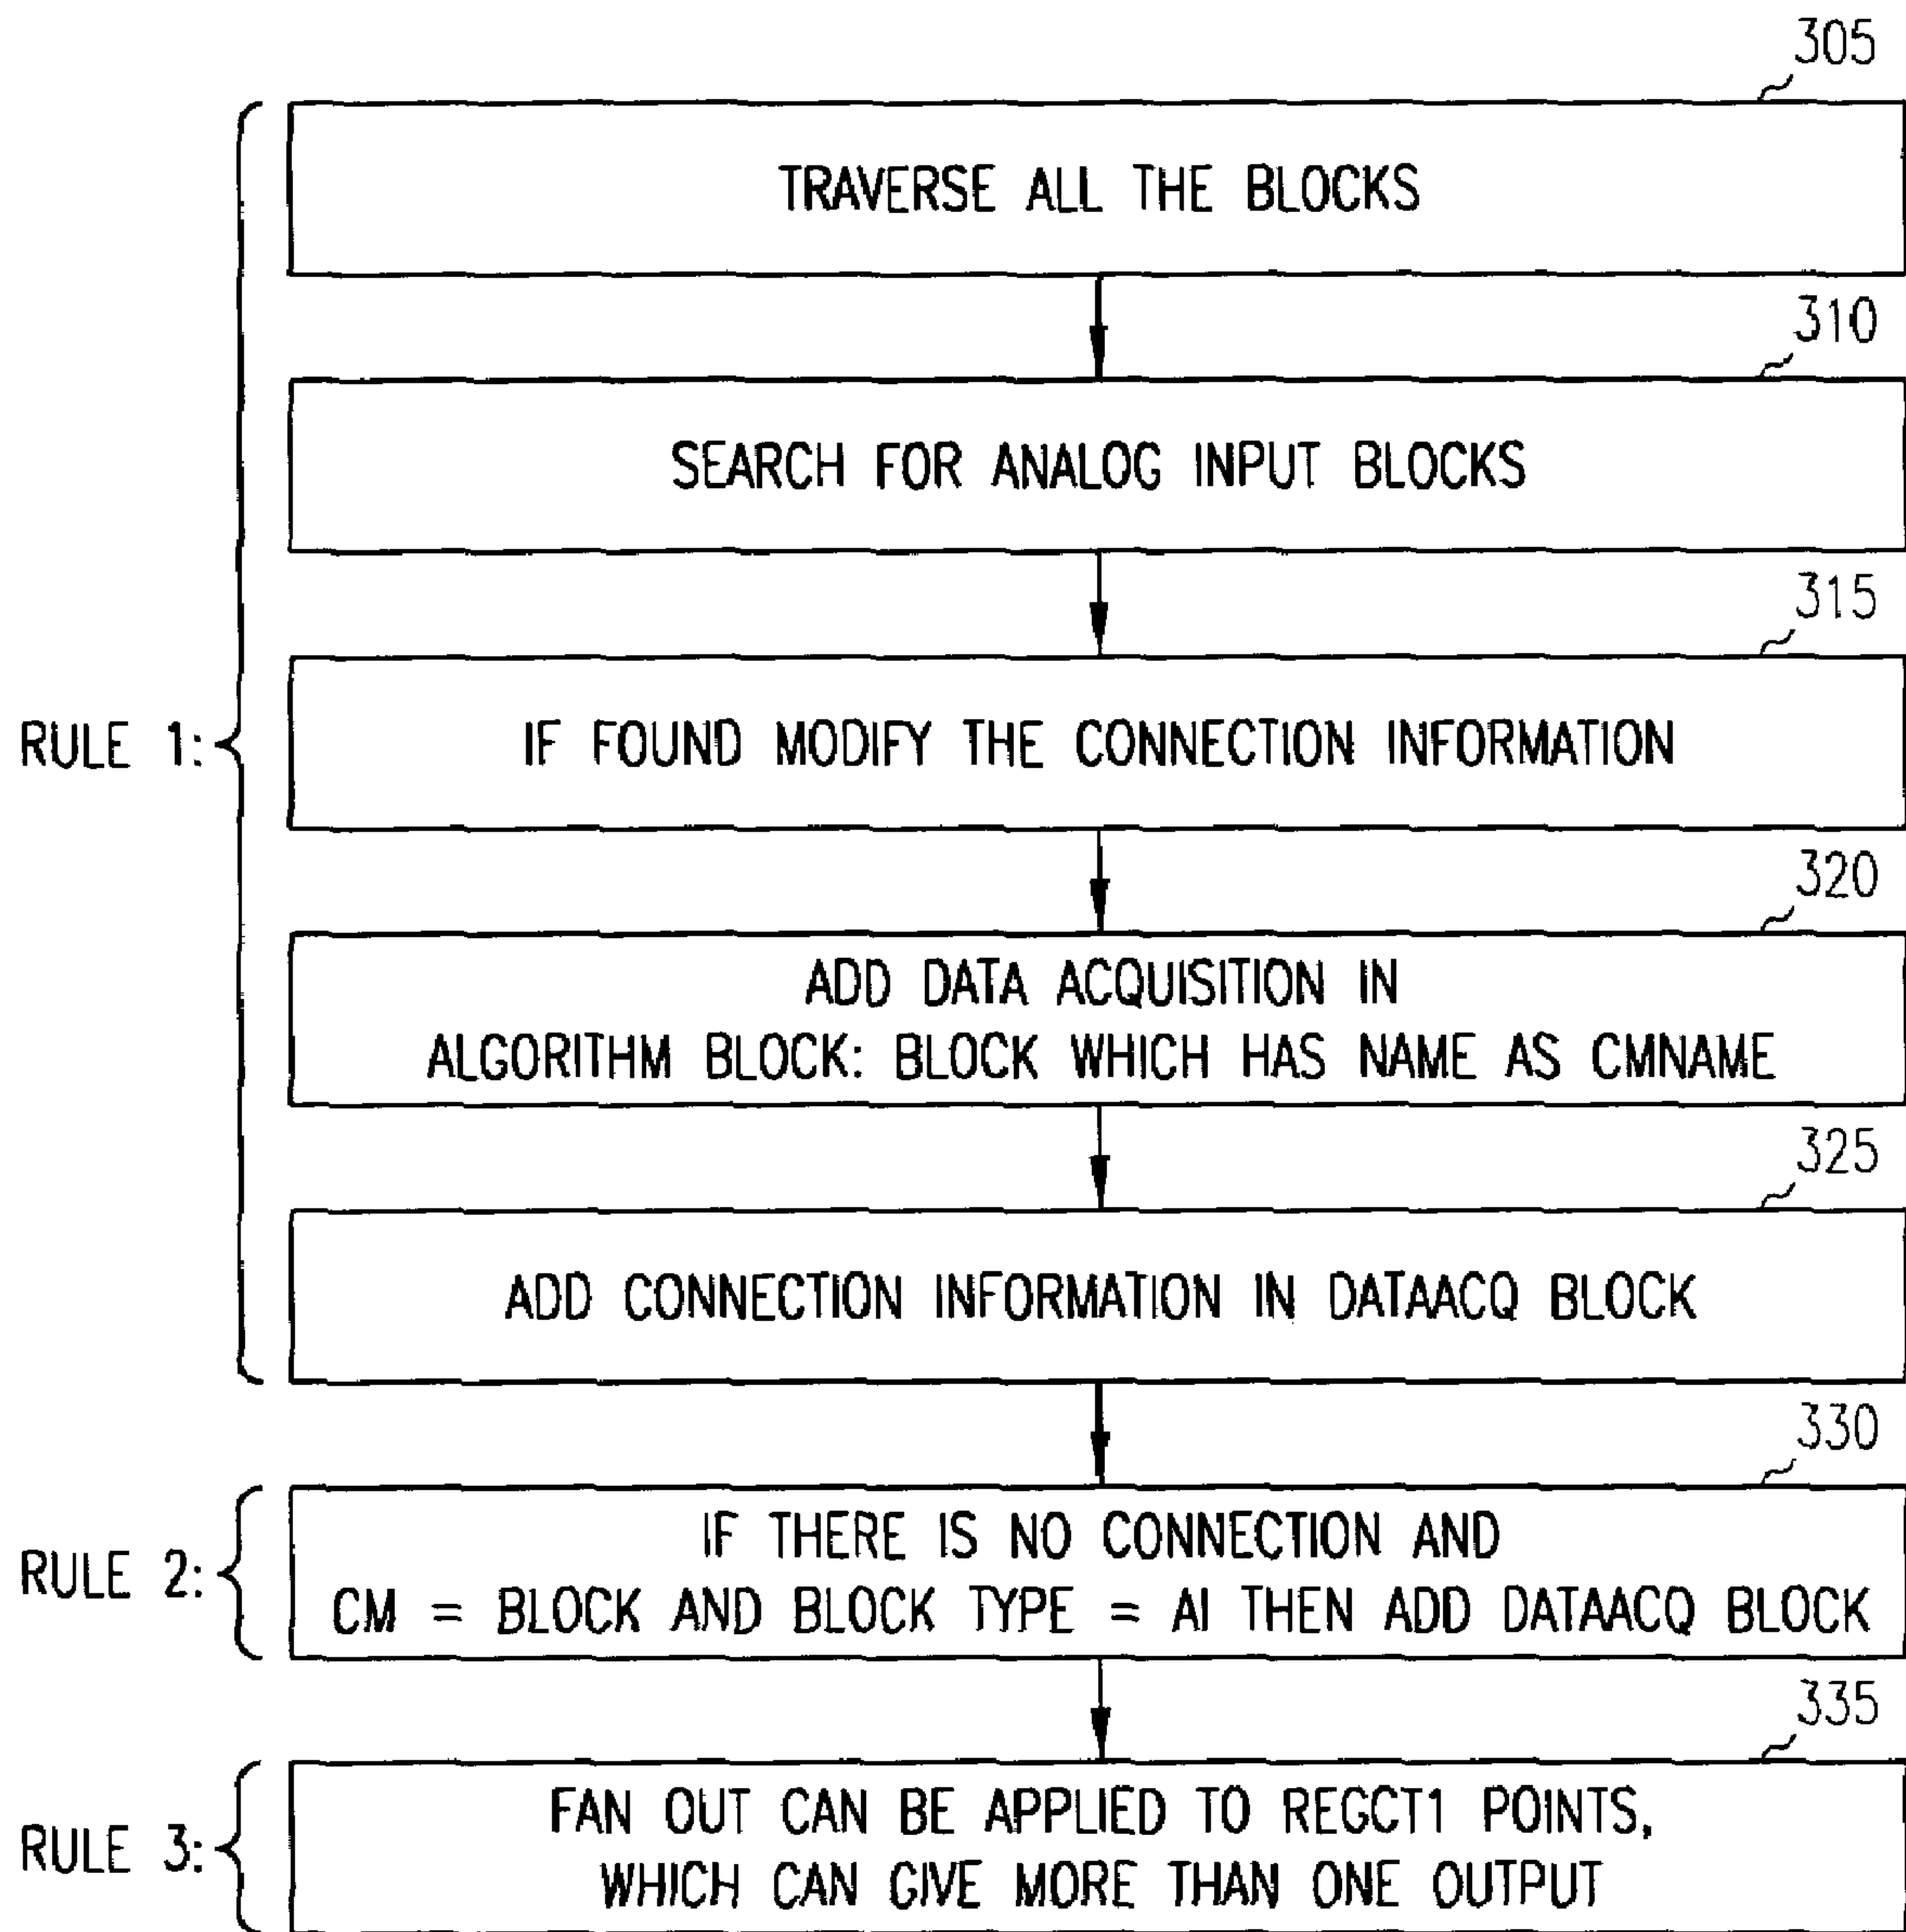 305
TRAVERSE ALL THE BLOCKS
310
SEARCH FOR ANALOG INPUT BLOCKS
315
RULE 1:
IF FOUND MODIFY THE CONNECTION INFORMATION
320
ADD DATA ACQUISITION IN
ALGORITHM BLOCK: BLOCK WHICH HAS NAME AS CMNAME
325
ADD CONNECTION INFORMATION IN DATAACQ BLOCK
330
RULE 2:
IF THERE IS NO CONNECTION AND
CM = BLOCK AND BLOCK TYPE = AI THEN ADD DATAACQ BLOCK
335
RULE 3:
FAN OUT CAN BE APPLIED TO REGCT1 POINTS,
WHICH CAN GIVE MORE THAN ONE OUTPUT